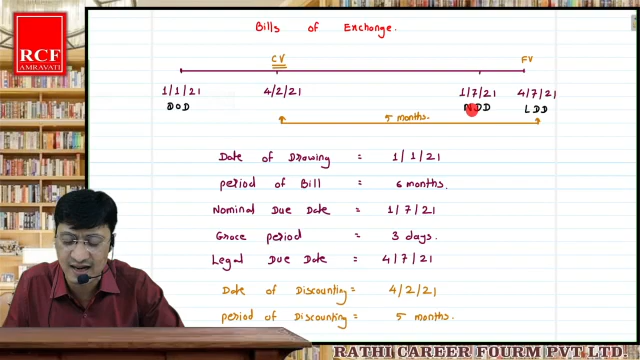 RCF
AMRAVATI
Bills of Exchange.
CV FV
1/1/21 4/2/21 1/7/21 4/7/21
DOD NDD LDD
5 months.
Date of Drawing = 1/1/21
period of Bill = 6 months.
Nominal Due Date = 1/7/21
Grace period = 3 days.
Legal Due Date = 4/7/21
Date of Discounting = 4/2/21
period of Discounting = 5 months.
RATHI CAREER FOURM PVT LTD